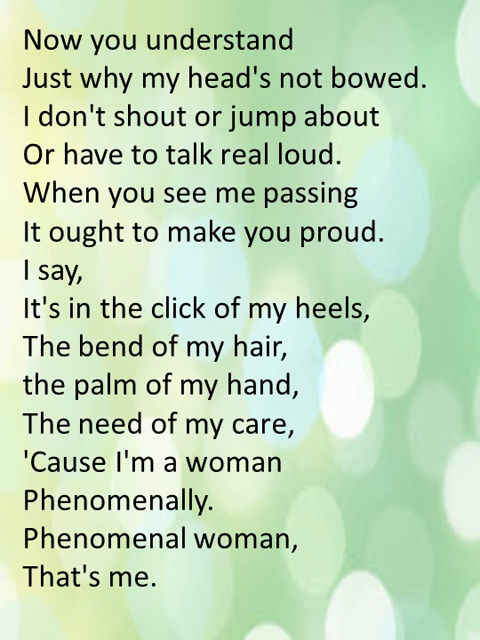 Now you understand
Just why my head's not bowed.
I don't shout or jump about
Or have to talk real loud.
When you see me passing
It ought to make you proud.
I say,
It's in the click of my heels,
The bend of my hair,
the palm of my hand,
The need of my care,
'Cause I'm a woman
Phenomenally.
Phenomenal woman,
That's me.